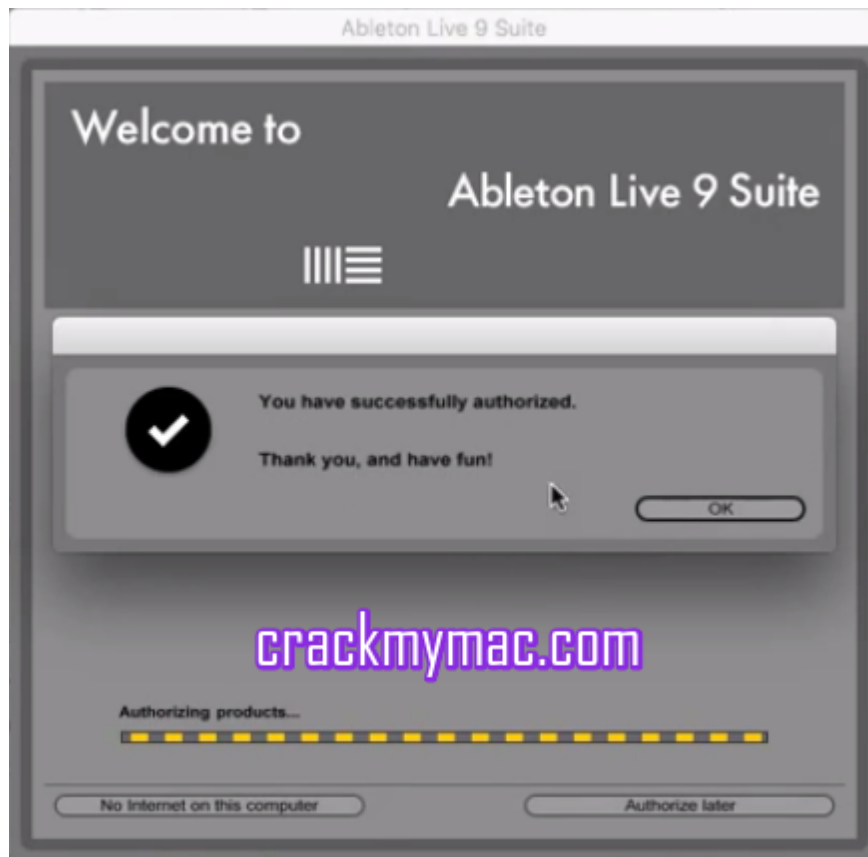 Ableton Live 9 Suite
Welcome to
Ableton Live 9 Suite
You have successfully authorized.
Thank you, and have fun!
OK
crackmymac.com
Authorizing products...
No Internet on this computer
Authorize later